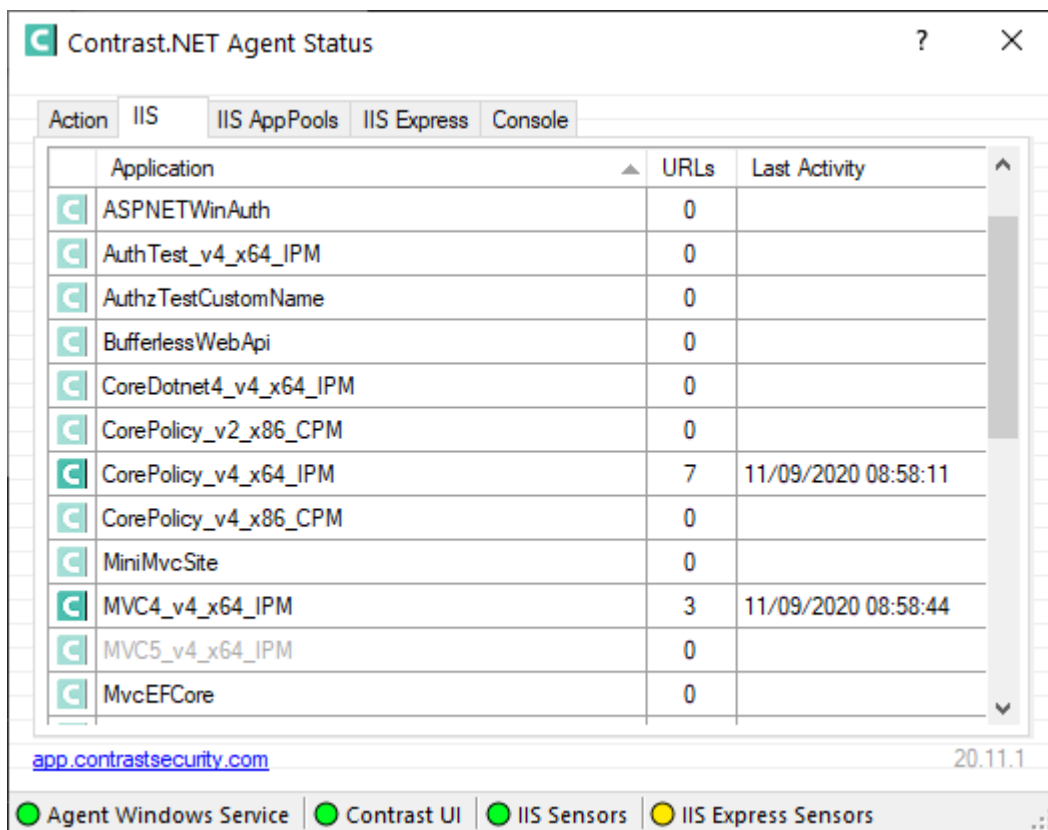 Contrast.NET Agent Status ?
Action IIS IIS AppPools IIS Express Console
Application URLs Last Activity
ASPNETWinAuth 0
AuthTest_v4_x64_IPM 0
AuthzTestCustomName 0
BufferlessWebApi 0
CoreDotnet4_v4_x64_IPM 0
CorePolicy_v2_x86_CPM 0
CorePolicy_v4_x64_IPM 7 11/09/2020 08:58:11
CorePolicy_v4_x86_CPM 0
MiniMvcSite 0
MVC4_v4_x64_IPM 3 11/09/2020 08:58:44
MVC5_v4_x64_IPM 0
MvcEFCore 0
app.contrastsecurity.com 20.11.1
Agent Windows Service Contrast UI IIS Sensors IIS Express Sensors